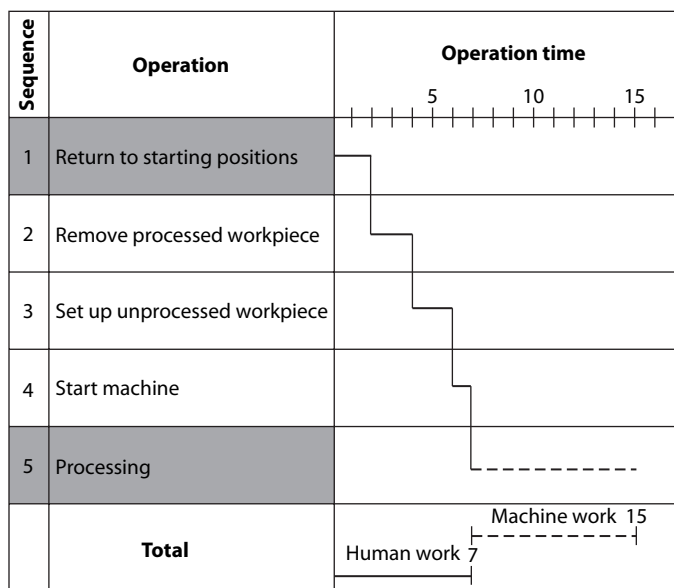 Sequence
Operation
Operation time
5 10 15
1 Return to starting positions
2 Remove processed workpiece
3 Set up unprocessed workpiece
4 Start machine
5 Processing
Total
Machine work 15
Human work 7